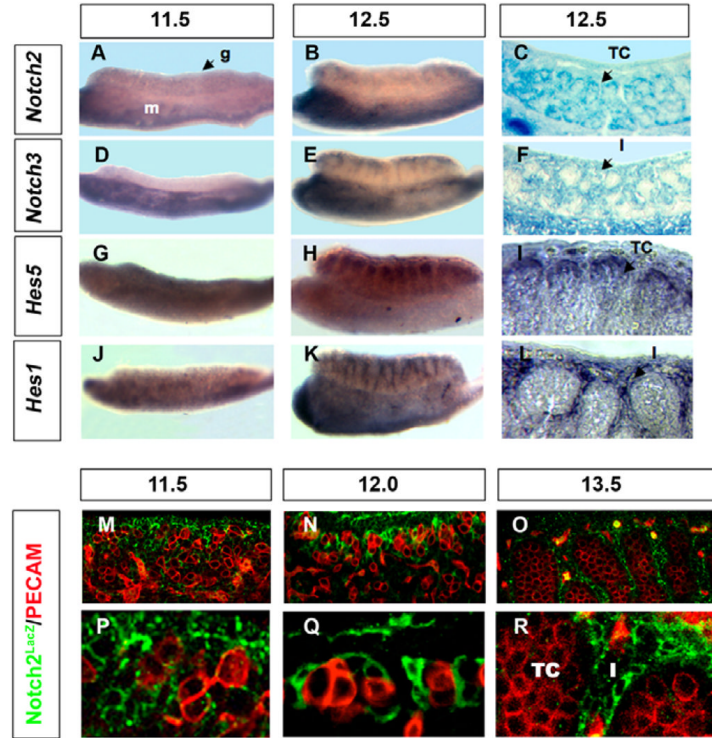 11.5 12.5 12.5
Notch2
A g m
B
C TC
Notch3
D
E
F I
Hes5
G
H
I TC
Hes1
J
K
L I
11.5 12.0 13.5
Notch2LacZ/PECAM
M
N
O
P
Q
R TC I